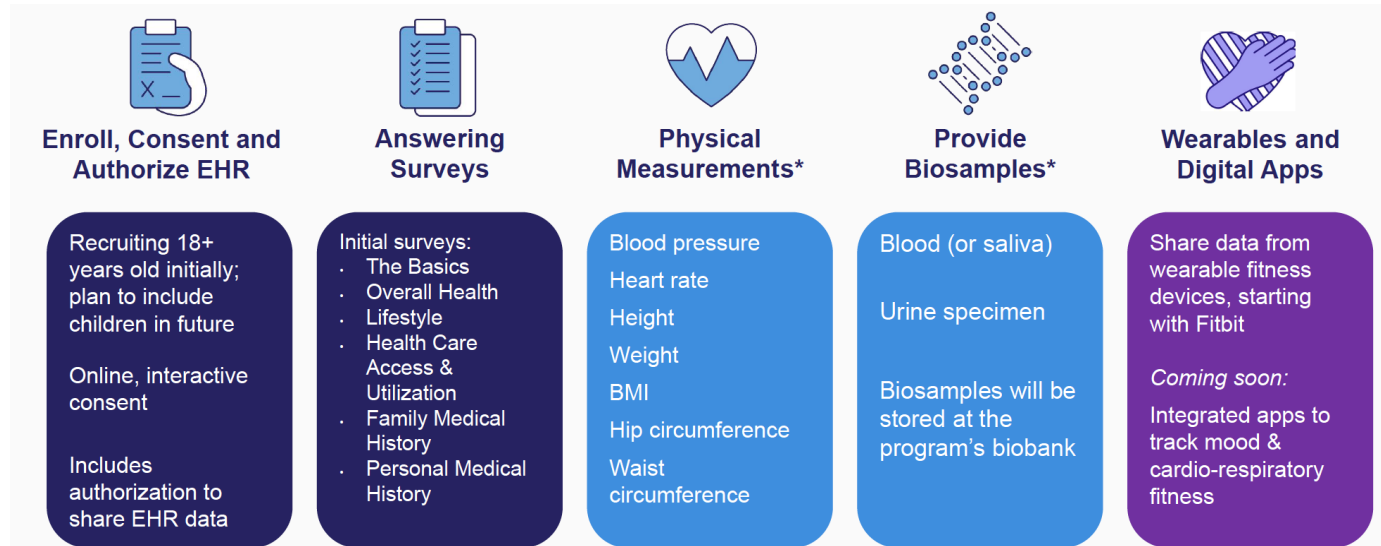 Enroll, Consent and
Authorize EHR
Recruiting 18+
years old initially;
plan to include
children in future
Online, interactive
consent
Includes
authorization to
share EHR data
Answering
Surveys
Initial surveys:
• The Basics
• Overall Health
• Lifestyle
• Health Care
Access &
Utilization
• Family Medical
History
• Personal Medical
History
Physical
Measurements*
Blood pressure
Heart rate
Height
Weight
BMI
Hip circumference
Waist
circumference
Provide
Biosamples*
Blood (or saliva)
Urine specimen
Biosamples will be
stored at the
program’s biobank
Wearables and
Digital Apps
Share data from
wearable fitness
devices, starting
with Fitbit
Coming soon:
Integrated apps to
track mood &
cardio-respiratory
fitness